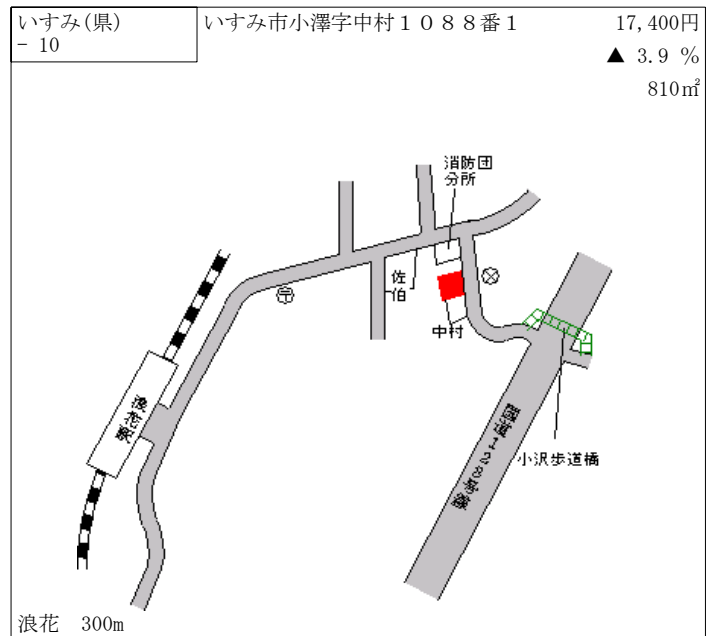 いすみ(県)
- 10
いすみ市小澤字中村１０８８番１
17,400円
▲ 3.9 %
810㎡
消防団
分所
佐
伯
中村
浪花駅
国道128号線
小沢歩道橋
浪花　300m